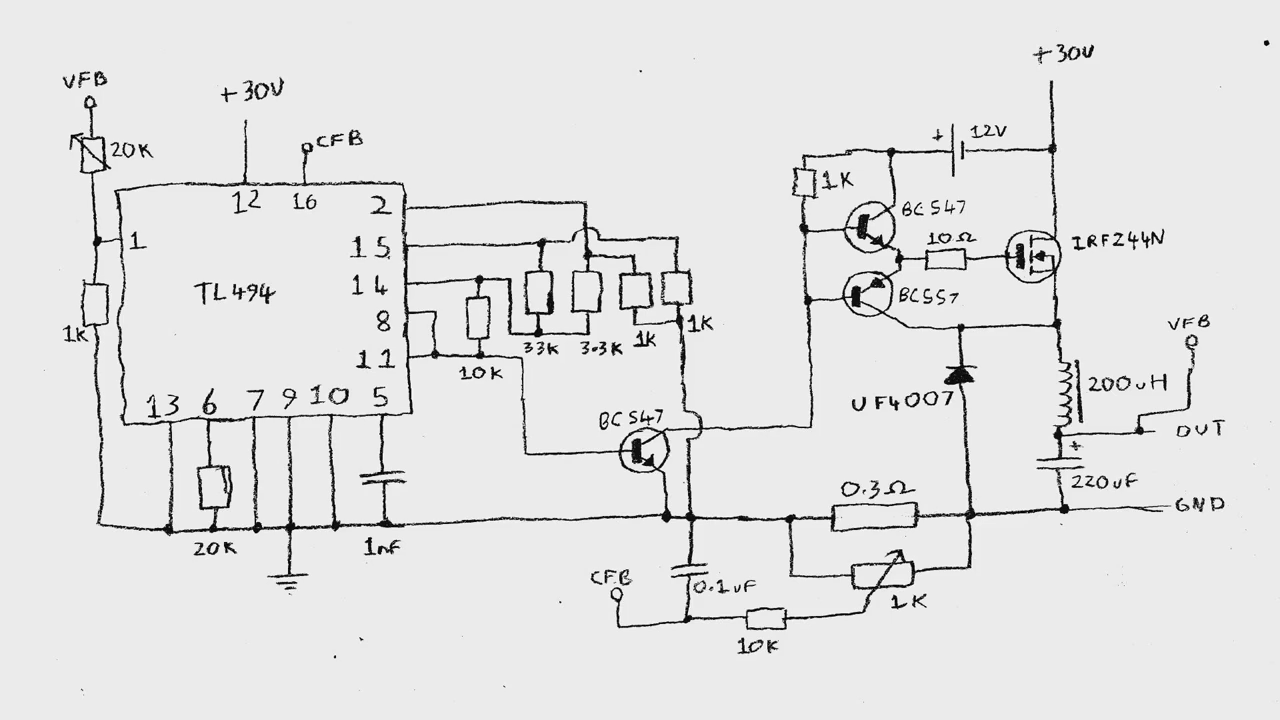 VFB
20K
+30V
CFB
12
16
1
2
15
14
8
11
TL494
1K
13
6
7
9
10
5
20K
1nF
10K
33K
3.3K
1K
1K
BC547
+
12V
+30V
1K
BC547
10Ω
IRFZ44N
BC557
UF4007
200uH
VFB
OUT
+
220uF
GND
0.3Ω
1K
CFB
0.1uF
10K